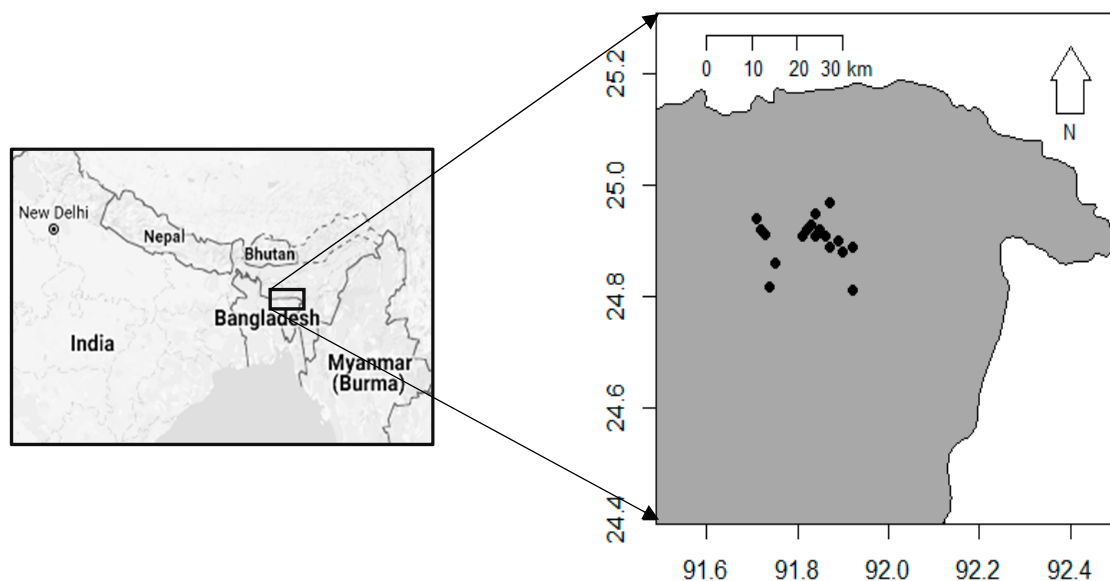 New Delhi
Nepal
Bhutan
Bangladesh
India
Myanmar
(Burma)
0 10 20 30 km
N
25.2
25.0
24.8
24.6
24.4
91.6 91.8 92.0 92.2 92.4